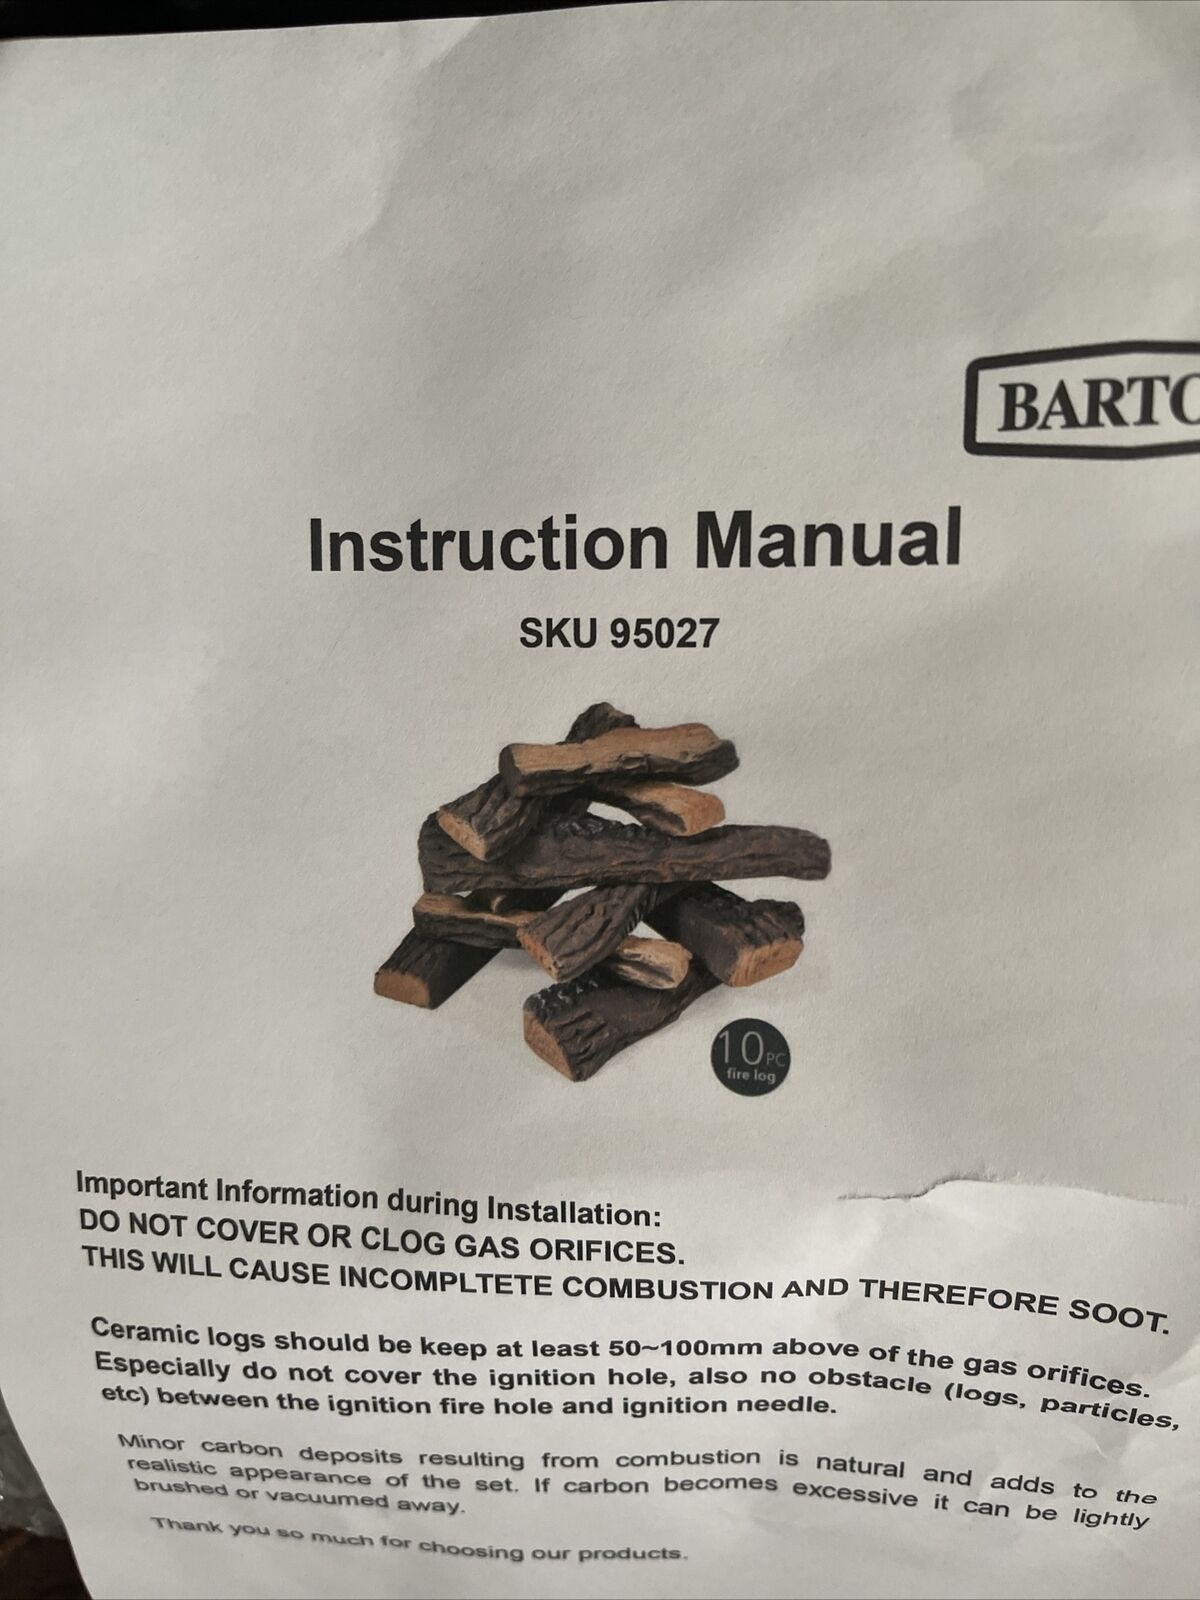 BARTO
Instruction Manual
SKU 95027
10PC
fire log
Important Information during Installation:
DO NOT COVER OR CLOG GAS ORIFICES.
THIS WILL CAUSE INCOMPLTETE COMBUSTION AND THEREFORE SOOT.
Ceramic logs should be keep at least 50~100mm above of the gas orifices.
Especially do not cover the ignition hole, also no obstacle (logs, particles,
etc) between the ignition fire hole and ignition needle.
Minor carbon deposits resulting from combustion is natural and adds to the
realistic appearance of the set. If carbon becomes excessive it can be lightly
brushed or vacuumed away.
Thank you so much for choosing our products.